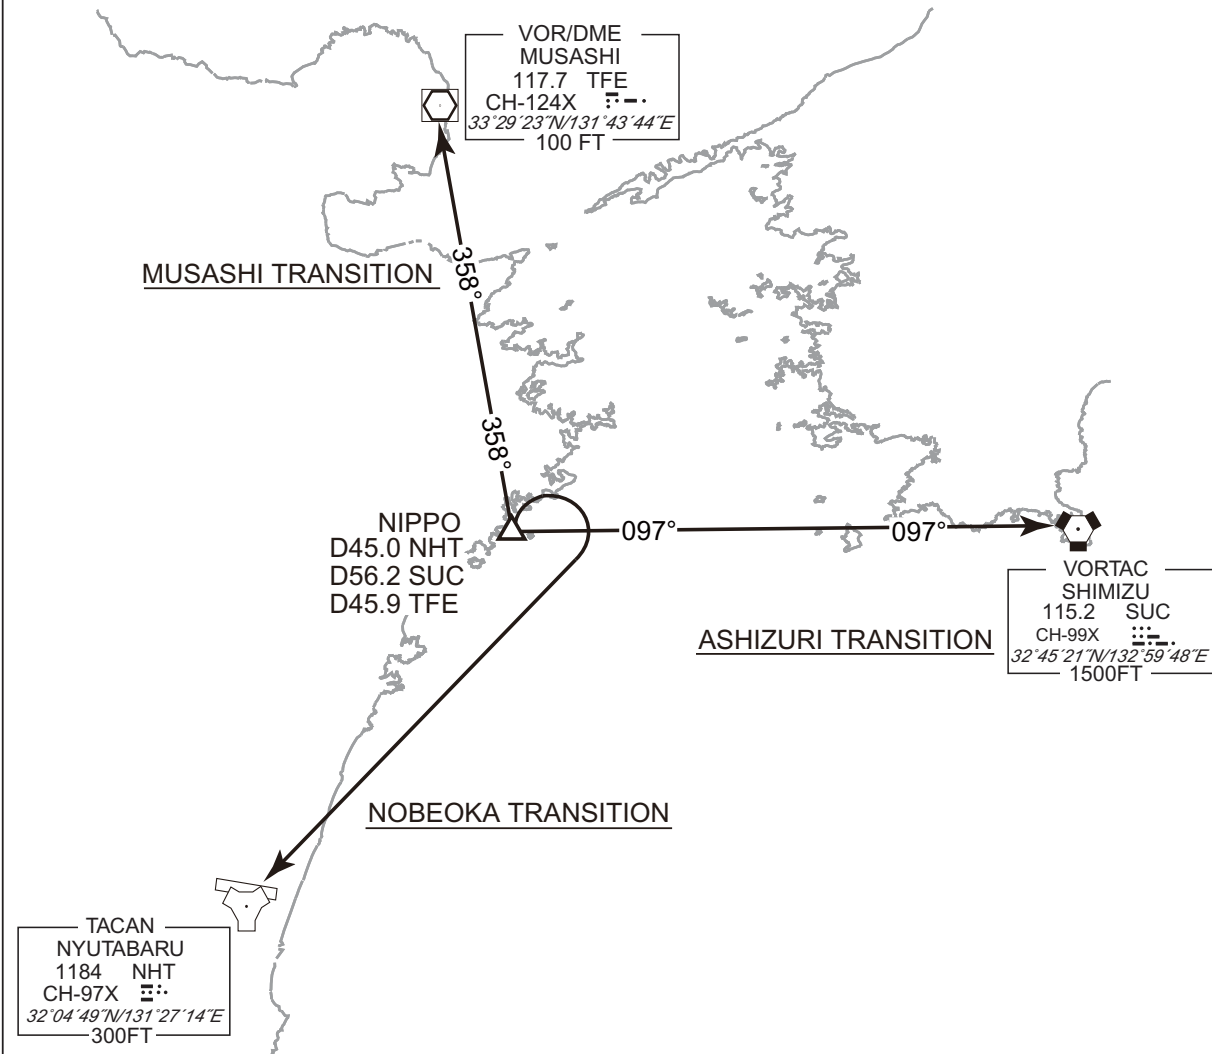 VOR/DME
MUSASHI
117.7 TFE
CH-124X
33°29´23˝N/131°43´44˝E
100 FT
MUSASHI TRANSITION
358°
358°
NIPPO
D45.0 NHT
D56.2 SUC
D45.9 TFE
097°
097°
VORTAC
SHIMIZU
115.2 SUC
CH-99X
32°45´21˝N/132°59´48˝E
1500FT
ASHIZURI TRANSITION
NOBEOKA TRANSITION
TACAN
NYUTABARU
1184 NHT
CH-97X
32°04´49˝N/131°27´14˝E
300FT